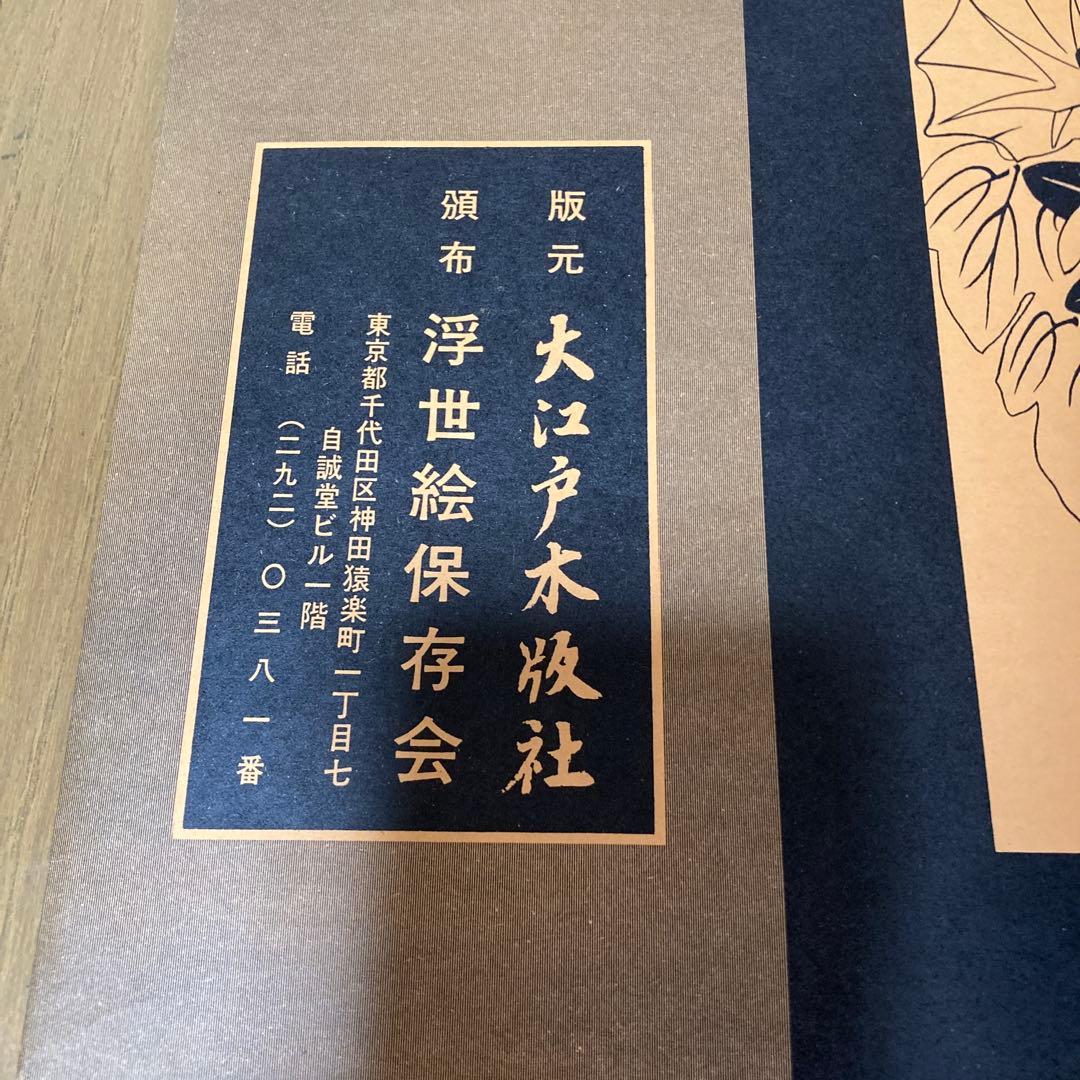 版元 大江戸木版社
頒布 浮世絵保存会
東京都千代田区神田猿楽町一丁目七
自誠堂ビル一階
電話 (二九二) 〇三八一番